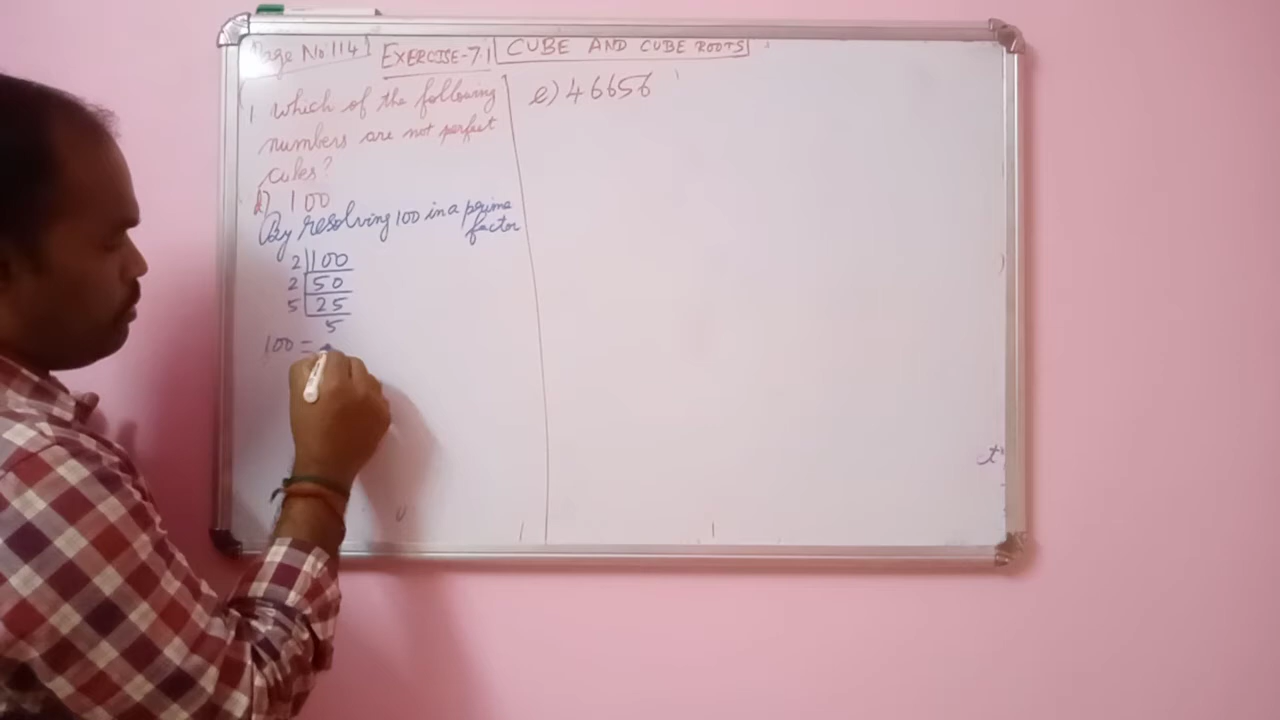 Page No 114
EXERCISE-7.1
CUBE AND CUBE ROOTS
1 which of the following
numbers are not perfect
cubes?
d) 100
By resolving 100 in a prime
factor
2 100
2 50
5 25
5
100 =
e) 46656